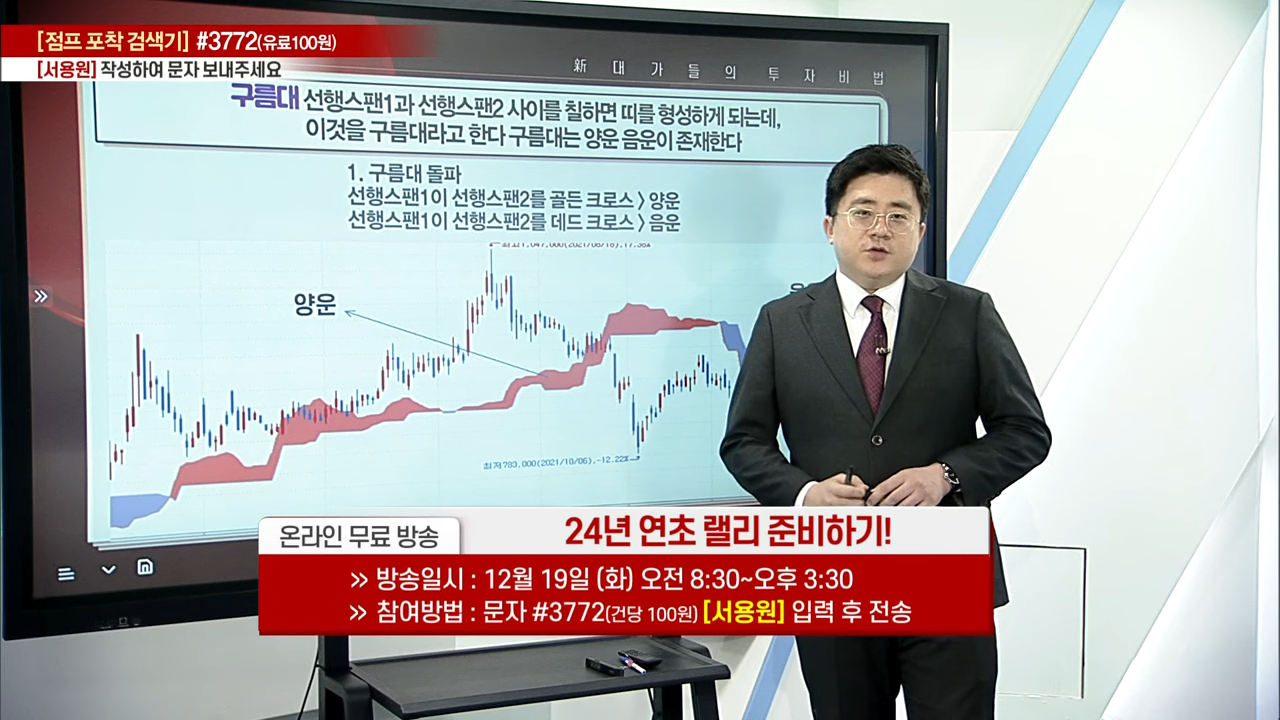 [점프 포착 검색기] #3772(유료100원)
[서용원] 작성하여 문자 보내주세요
新 대가들의 투자비법
구름대 선행스팬1과 선행스팬2 사이를 칠하면 띠를 형성하게 되는데,
이것을 구름대라고 한다 구름대는 양운 음운이 존재한다
1. 구름대 돌파
선행스팬1이 선행스팬2를 골든 크로스 > 양운
선행스팬1이 선행스팬2를 데드 크로스 > 음운
양운
최저 783,000(2021/10/06),-12.22%→
온라인 무료 방송
24년 연초 랠리 준비하기!
» 방송일시 : 12월 19일 (화) 오전 8:30~오후 3:30
» 참여방법 : 문자 #3772(건당 100원) [서용원] 입력 후 전송